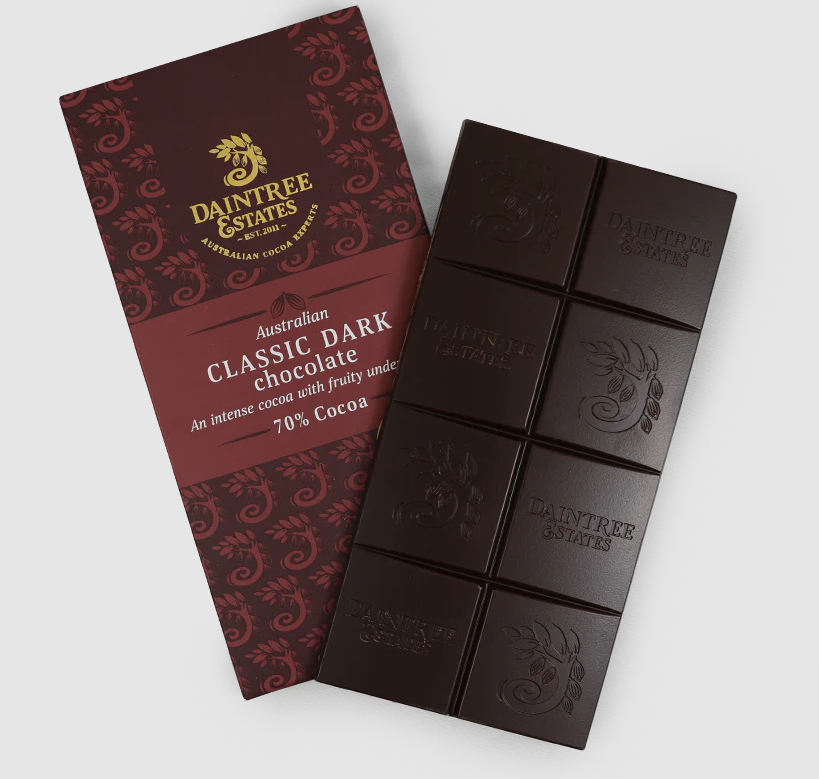 DAINTREE
ESTATES
~ EST. 2011 ~
AUSTRALIAN COCOA EXPERTS
Australian
CLASSIC DARK
chocolate
An intense cocoa with fruity unde
70% Cocoa
DAINTREE
ESTATES
DAINTREE
ESTATES
DAINTREE
ESTATES
DAINTREE
ESTATES